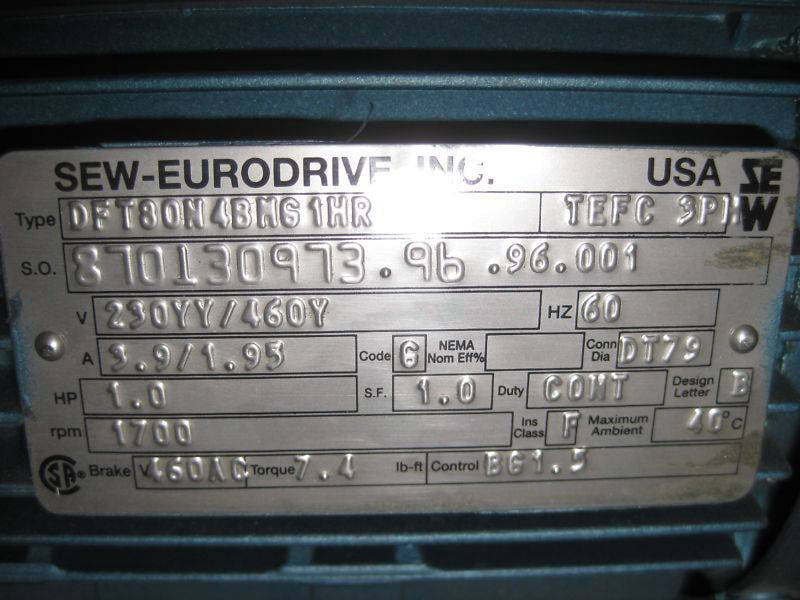 SEW-EURODRIVE, INC. USA SEW
Type DFT80N4BMG1HR TEFC 3PH
S.O. 870130973.96 .96.001
V 230YY/460Y HZ 60
A 3.9/1.95 Code G NEMA Nom Eff% Conn Dia DT79
HP 1.0 S.F. 1.0 Duty CONT Design Letter B
rpm 1700 Ins Class F Maximum Ambient 40°C
SA® Brake V 460AC Torque 7.4 lb-ft Control BG1.5